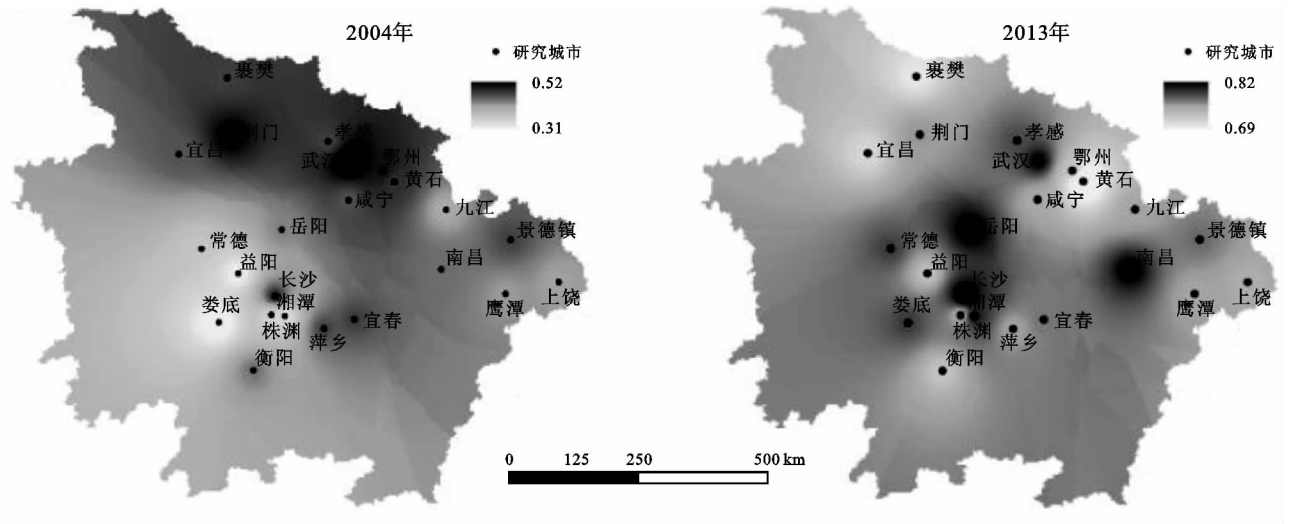 2004年
研究城市
0.52
0.31
襄樊
荆门
孝感
宜昌
武汉
鄂州
黄石
咸宁
九江
岳阳
景德镇
常德
南昌
益阳
长沙
上饶
鹰潭
湘潭
娄底
宜春
株渊
萍乡
衡阳
2013年
研究城市
0.82
0.69
襄樊
荆门
孝感
宜昌
武汉
鄂州
黄石
咸宁
九江
岳阳
景德镇
常德
南昌
益阳
长沙
上饶
鹰潭
湘潭
娄底
宜春
株渊
萍乡
衡阳
0 125 250 500 km